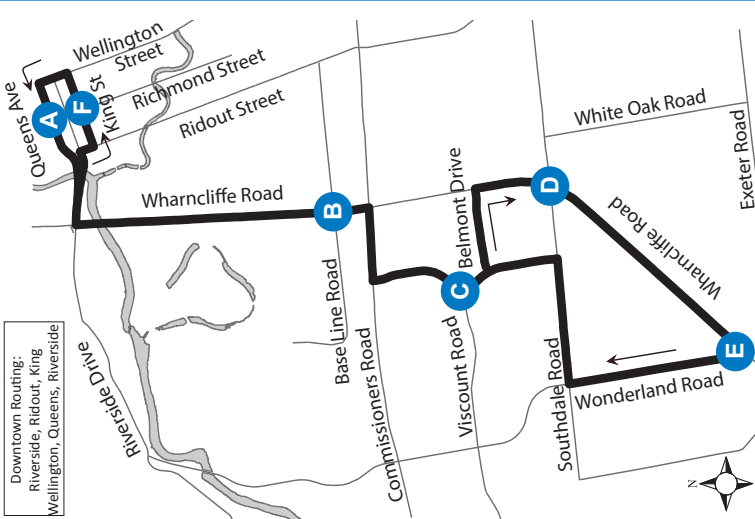 Wellington
Street
Queens Ave
King St
Richmond Street
Ridout Street
A
F
White Oak Road
Exeter Road
Wharncliffe Road
B
Belmont Drive
D
Wharncliffe Road
C
E
Base Line Road
Commissioners Road
Viscount Road
Southdale Road
Wonderland Road
Riverside Drive
Downtown Routing:
Riverside, Ridout, King
Wellington, Queens, Riverside
N